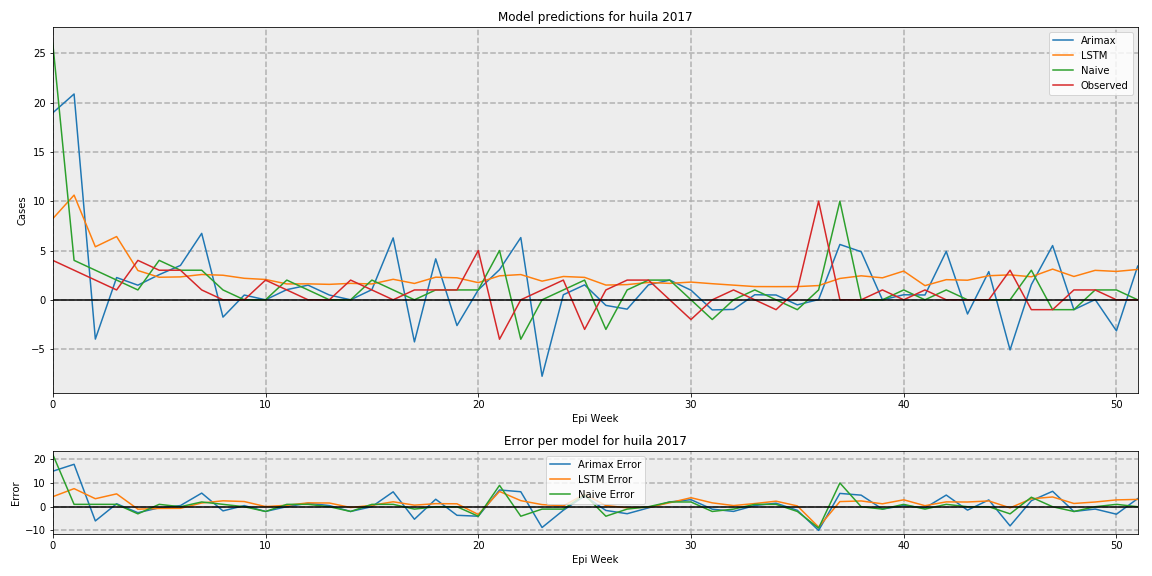 Model predictions for huila 2017
25
20
15
10
5
0
−5
Cases
Arimax
LSTM
Naive
Observed
0 10 20 30 40 50
Epi Week
Error per model for huila 2017
20
10
0
−10
Error
Arimax Error
LSTM Error
Naive Error
0 10 20 30 40 50
Epi Week